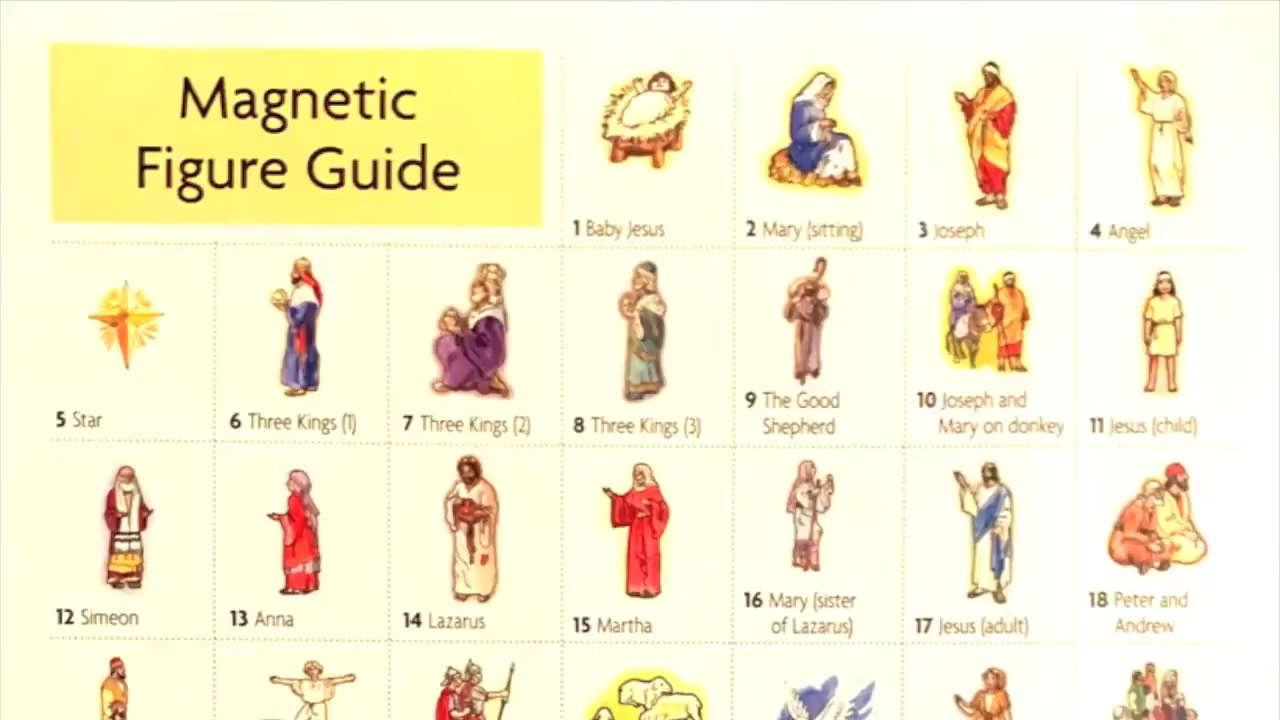 Magnetic
Figure Guide
1 Baby Jesus
2 Mary (sitting)
3 Joseph
4 Angel
5 Star
6 Three Kings (1)
7 Three Kings (2)
8 Three Kings (3)
9 The Good
Shepherd
10 Joseph and
Mary on donkey
11 Jesus (child)
12 Simeon
13 Anna
14 Lazarus
15 Martha
16 Mary (sister
of Lazarus)
17 Jesus (adult)
18 Peter and
Andrew